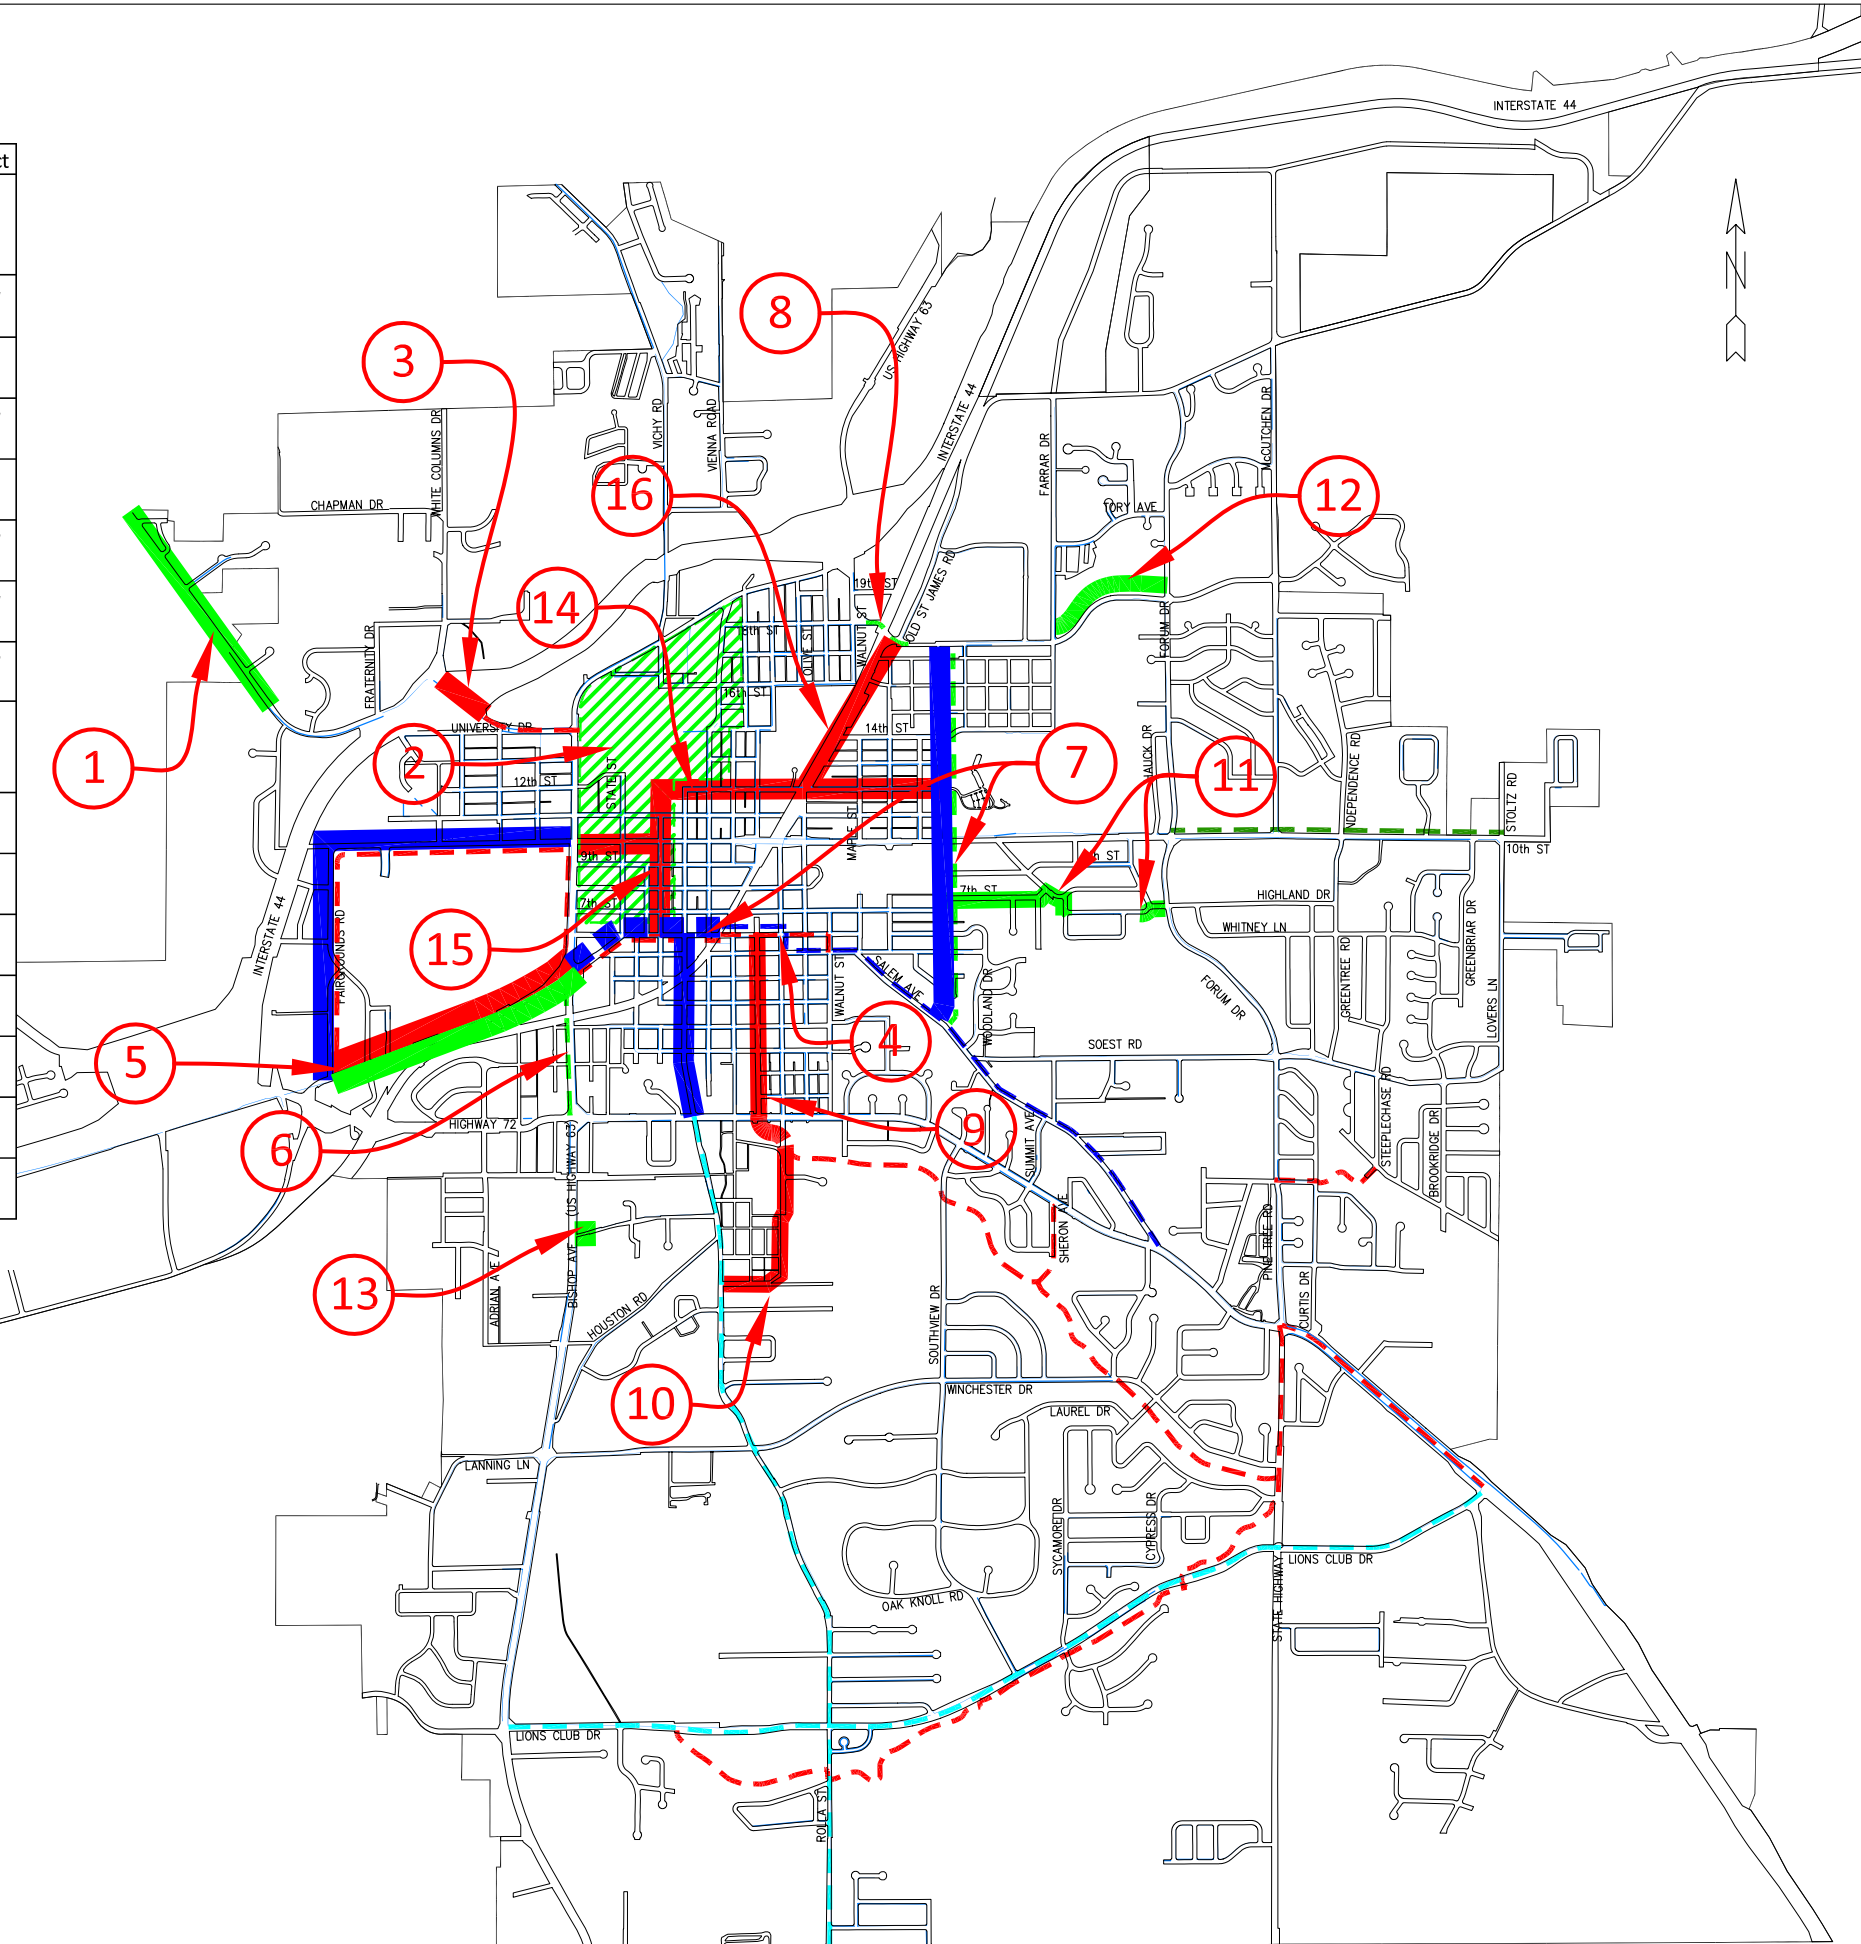 INTERSTATE 44
ct
N
US HIGHWAY 63
8
3
INTERSTATE 44
WHITE COLUMNS DR
VICHY RD
VIENNA ROAD
FARRAR DR
McCUTCHEN DR
CHAPMAN DR
16
TORY AVE
12
19th ST
OLD ST JAMES RD
14
WALNUT ST
FORUM DR
FRATERNITY DR
18th ST
OLIVE ST
16th ST
UNIVERSITY DR
14th ST
1
2
STATE ST
12th ST
7
HAUCK DR
11
INDEPENDENCE RD
STOLTZ RD
MAPLE ST
9th ST
10th ST
7th ST
7th ST
HIGHLAND DR
INTERSTATE 44
FAIRGROUNDS RD
15
WHITNEY LN
GREENTREE RD
GREENBRIAR DR
LOVERS LN
WALNUT ST
SALEM AVE
WOODLAND DR
FORUM DR
5
4
SOEST RD
6
HIGHWAY 72
9
SUMMIT AVE
STEEPLECHASE RD
BROOKRIDGE DR
BISHOP AVE (US HIGHWAY 63)
SHERON AVE
PINE TREE RD
13
ADRIAN AVE
HOUSTON RD
SOUTHVIEW DR
CURTIS DR
10
WINCHESTER DR
LAUREL DR
LANNING LN
SYCAMORE DR
CYPRESS DR
LIONS CLUB DR
OAK KNOLL RD
STATE HIGHWAY
LIONS CLUB DR
ROLLA ST